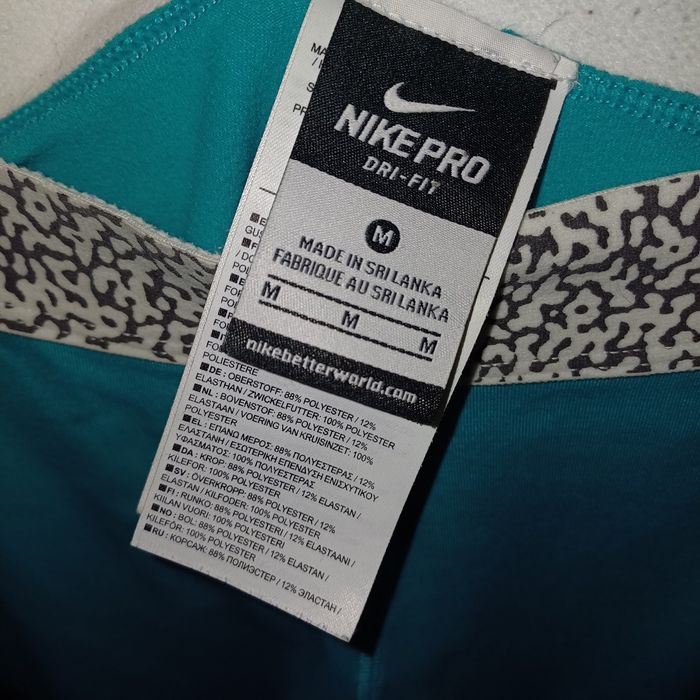 NIKE PRO
DRI-FIT
M
MADE IN SRI LANKA
FABRIQUE AU SRI LANKA
M M M
nikebetterworld.com
MA
S
PR
GUS
POLIESTERE
DE : OBERSTOFF: 88% POLYESTER / 12%
ELASTHAN / ZWICKELFUTTER: 100% POLYESTER
NL : BOVENSTOF: 88% POLYESTER / 12%
ELASTAAN / VOERING VAN KRUISINZET: 100%
POLYESTER
EL : ΕΠΑΝΩ ΜΕΡΟΣ: 88% ΠΟΛΥΕΣΤΕΡΑΣ / 12%
ΕΛΑΣΤΑΝΗ / ΕΣΩΤΕΡΙΚΗ ΕΠΕΝΔΥΣΗ ΕΝΙΣΧΥΤΙΚΟΥ
ΥΦΑΣΜΑΤΟΣ: 100% ΠΟΛΥΕΣΤΕΡΑΣ
DA : KROP: 88% POLYESTER / 12% ELASTAN /
KILEFOR: 100% POLYESTER
SV : ÖVERKROPP: 88% POLYESTER / 12%
ELASTAN / KILFODER: 100% POLYESTER
FI : RUNKO / 88% POLYESTERI / 12% ELASTAANI /
KIILAN VUORI: 100% POLYESTERI
NO : BOL: 88% POLYESTER / 12% ELASTAN /
KILEFÔR: 100% POLYESTER
RU : КОРСАЖ: 88% ПОЛИЭСТЕР / 12% ЭЛАСТАН /